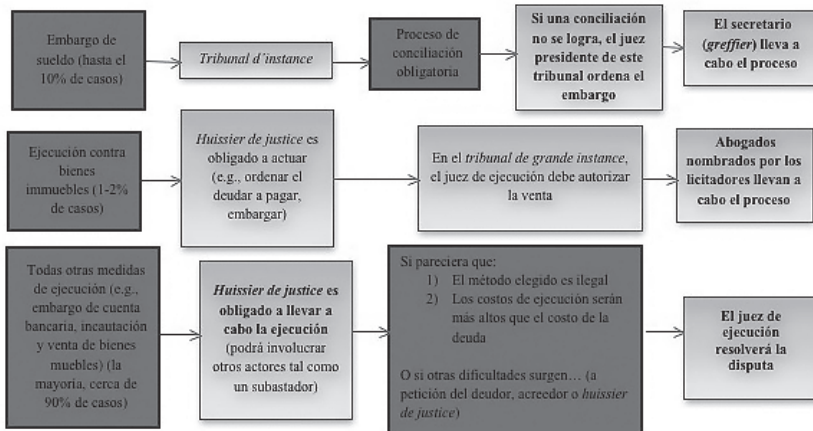 Embargo de
sueldo (hasta el
10% de casos)
Tribunal d'instance
Proceso de
conciliación
obligatoria
Si una conciliación
no se logra, el juez
presidente de este
tribunal ordena el
embargo
El secretario
(greffier) lleva a
cabo el proceso
Ejecución contra
bienes
immuebles (1-2%
de casos)
Huissier de justice es
obligado a actuar
(e.g., ordenar el
deudar a pagar,
embargar)
En el tribunal de grande instance,
el juez de ejecución debe autorizar
la venta
Abogados
nombrados por los
licitadores llevan a
cabo el proceso
Todas otras medidas
de ejecución (e.g.,
embargo de cuenta
bancaria, incautación
y venta de bienes
muebles) (la
mayoría, cerca de
90% de casos)
Huissier de justice es
obligado a llevar a
cabo la ejecución
(podrá involucrar
otros actores tal como
un subastador)
Si pareciera que:
1) El método elegido es ilegal
2) Los costos de ejecución serán
más altos que el costo de la
deuda
O si otras dificultades surgen… (a
petición del deudor, acreedor o huissier
de justice)
El juez de
ejecución
resolverá la
disputa